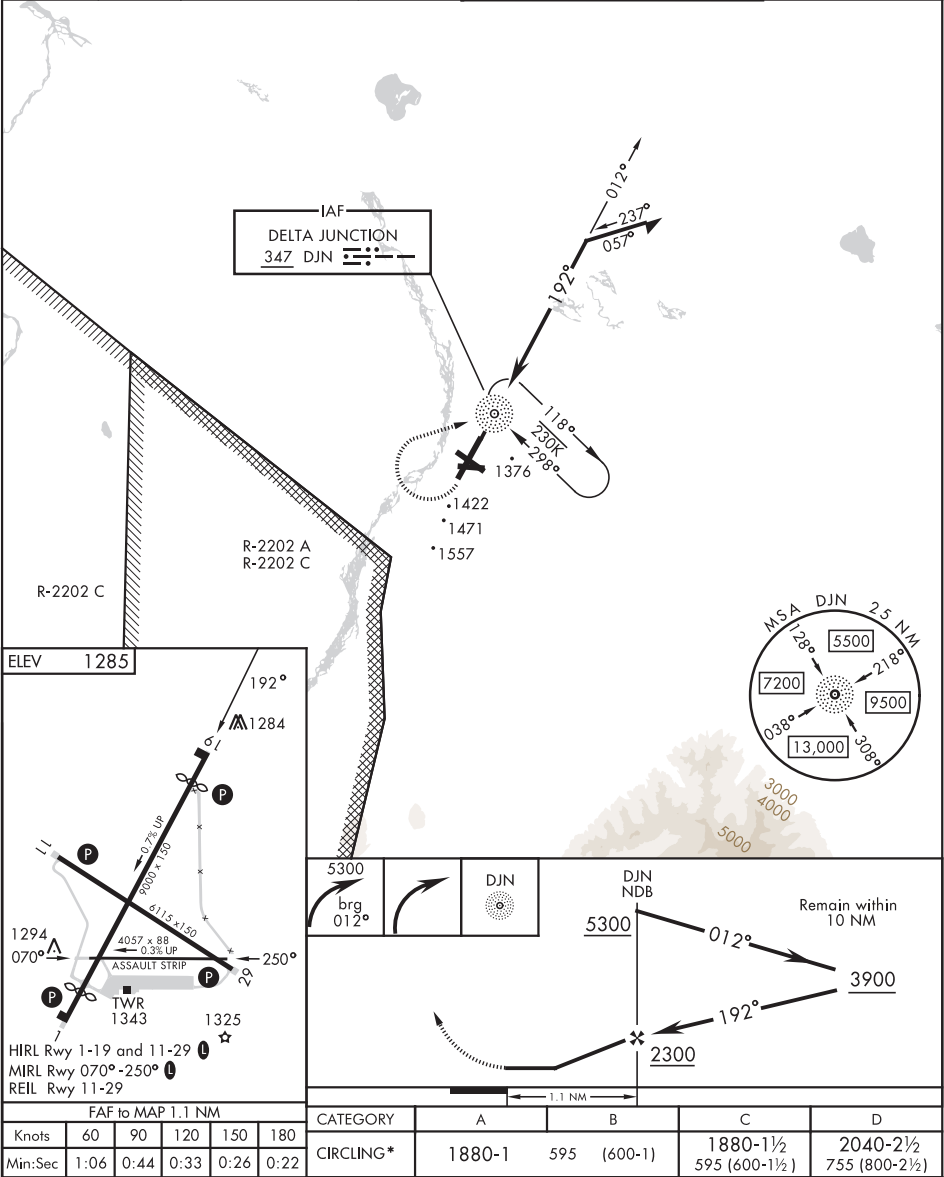 012°
237°
057°
192°
IAF
DELTA JUNCTION
347 DJN
118°
230K
298°
1376
1422
1471
1557
R-2202 A
R-2202 C
R-2202 C
MSA DJN 25 NM
128°
5500
218°
7200
9500
038°
13,000
308°
3000
4000
5000
ELEV 1285
192°
1284
19
P
0.7% UP
9000 x 150
11
P
6115 x150
1294
070°
4057 x 88
0.3% UP
ASSAULT STRIP
250°
29
P
P
TWR
1343
1325
1
HIRL Rwy 1-19 and 11-29 L
MIRL Rwy 070°-250° L
REIL Rwy 11-29
FAF to MAP 1.1 NM
Knots 60 90 120 150 180
Min:Sec 1:06 0:44 0:33 0:26 0:22
5300
brg
012°
DJN
DJN
NDB
5300
012°
Remain within
10 NM
3900
192°
2300
1.1 NM
CATEGORY A B C D
CIRCLING* 1880-1 595 (600-1) 1880-1½ 2040-2½
595 (600-1½) 755 (800-2½)